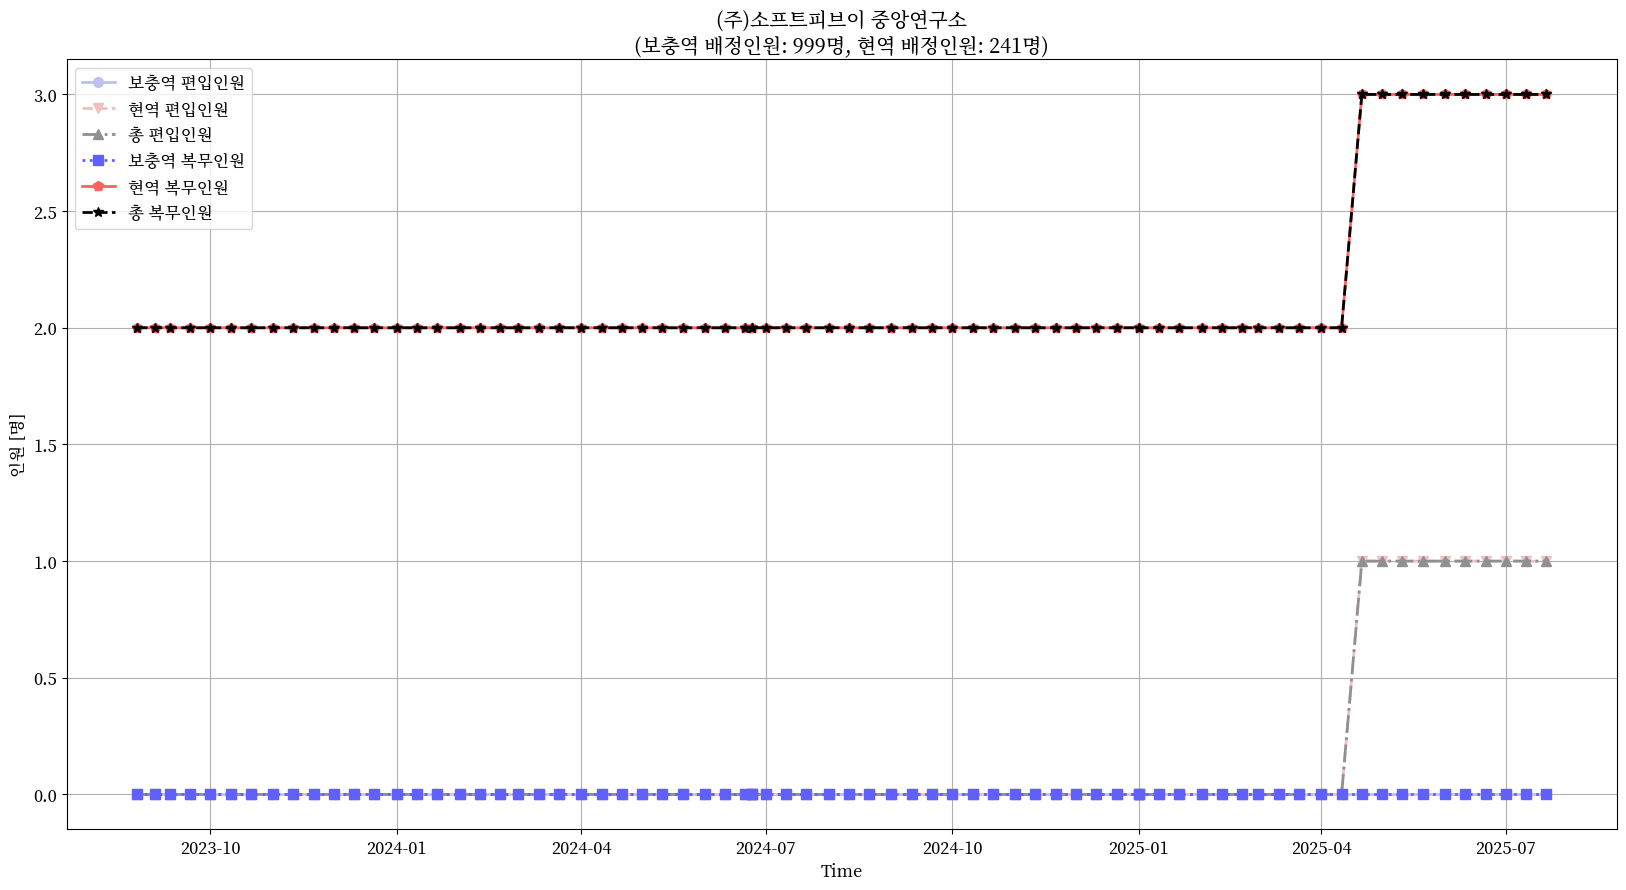 (주)소프트피브이 중앙연구소
(보충역 배정인원: 999명, 현역 배정인원: 241명)
보충역 편입인원
현역 편입인원
총 편입인원
보충역 복무인원
현역 복무인원
총 복무인원
3.0
2.5
2.0
1.5
1.0
0.5
0.0
인원 [명]
2023-10
2024-01
2024-04
2024-07
2024-10
2025-01
2025-04
2025-07
Time